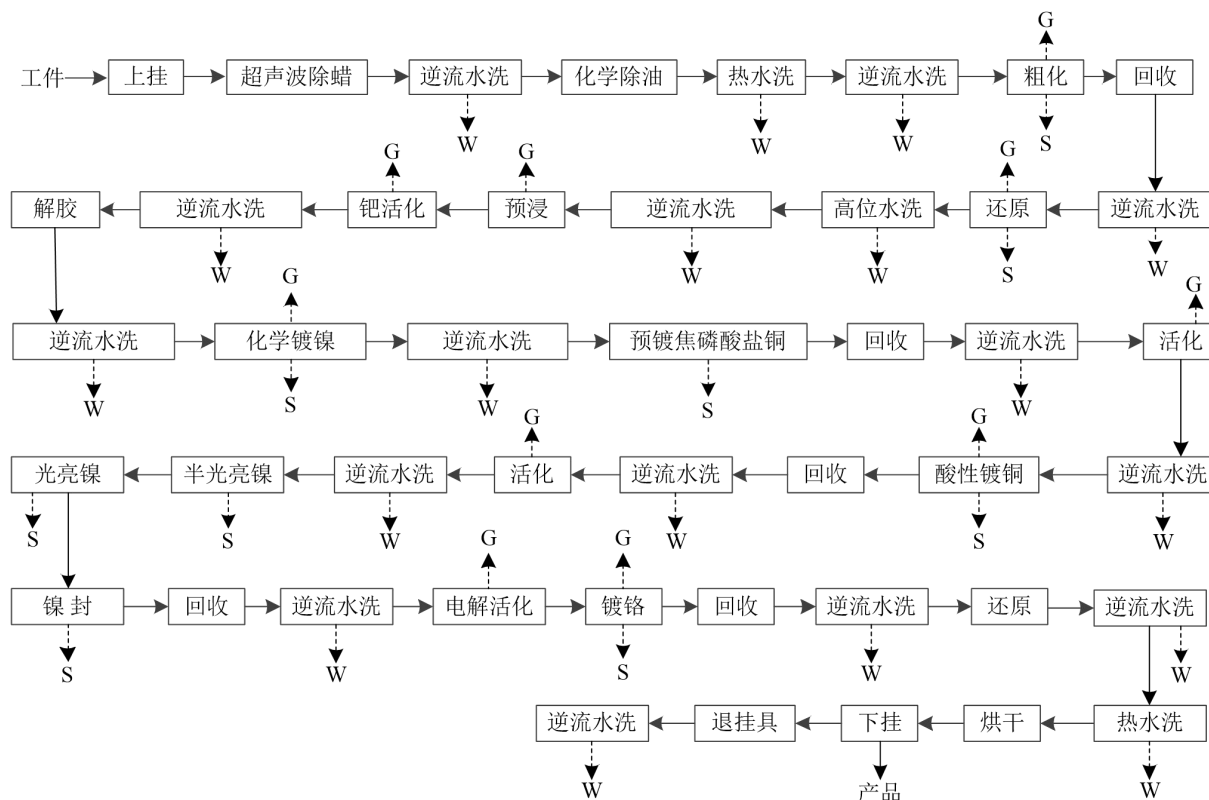 G
工件 上挂 超声波除蜡 逆流水洗 化学除油 热水洗 逆流水洗 粗化 回收
W W W S
G G G
解胶 逆流水洗 钯活化 预浸 逆流水洗 高位水洗 还原 逆流水洗
W W W S W
G G
逆流水洗 化学镀镍 逆流水洗 预镀焦磷酸盐铜 回收 逆流水洗 活化
W S W S W
G G
光亮镍 半光亮镍 逆流水洗 活化 逆流水洗 回收 酸性镀铜 逆流水洗
S S W W S W
G G
镍 封 回收 逆流水洗 电解活化 镀铬 回收 逆流水洗 还原 逆流水洗
S W S W W
逆流水洗 退挂具 下挂 烘干 热水洗
W 产品 W